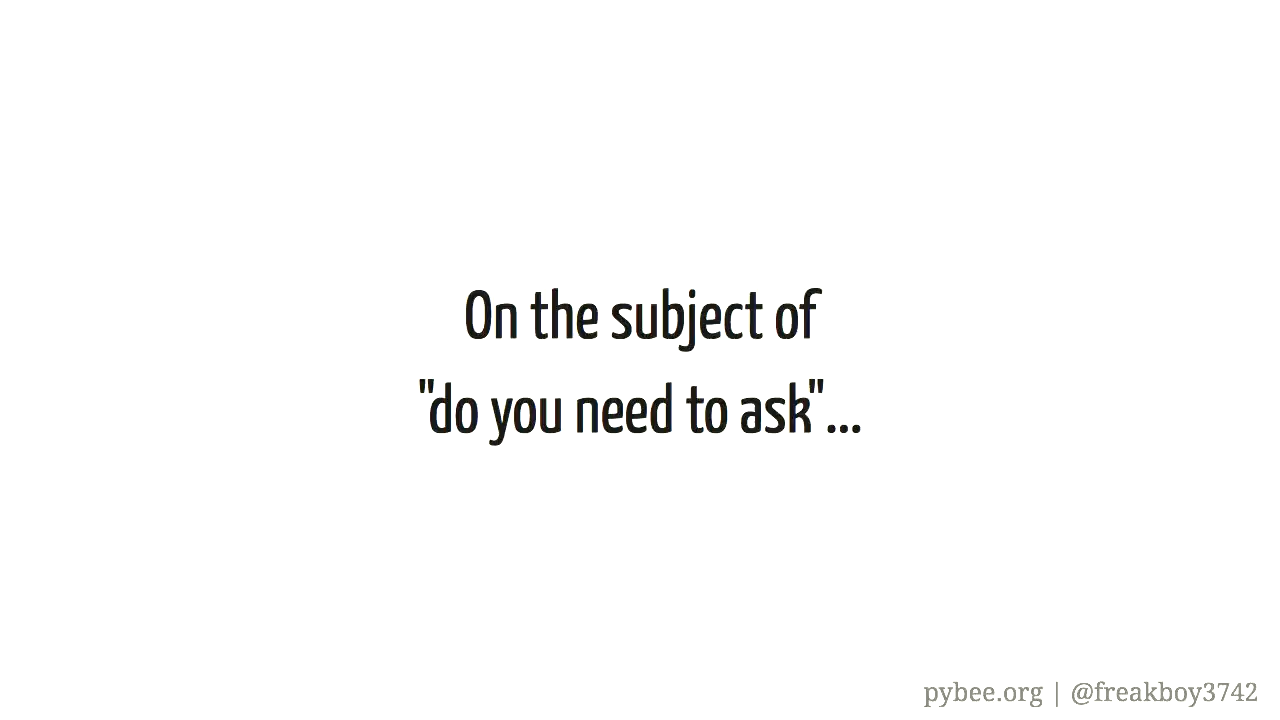 On the subject of
"do you need to ask"...
pybee.org | @freakboy3742